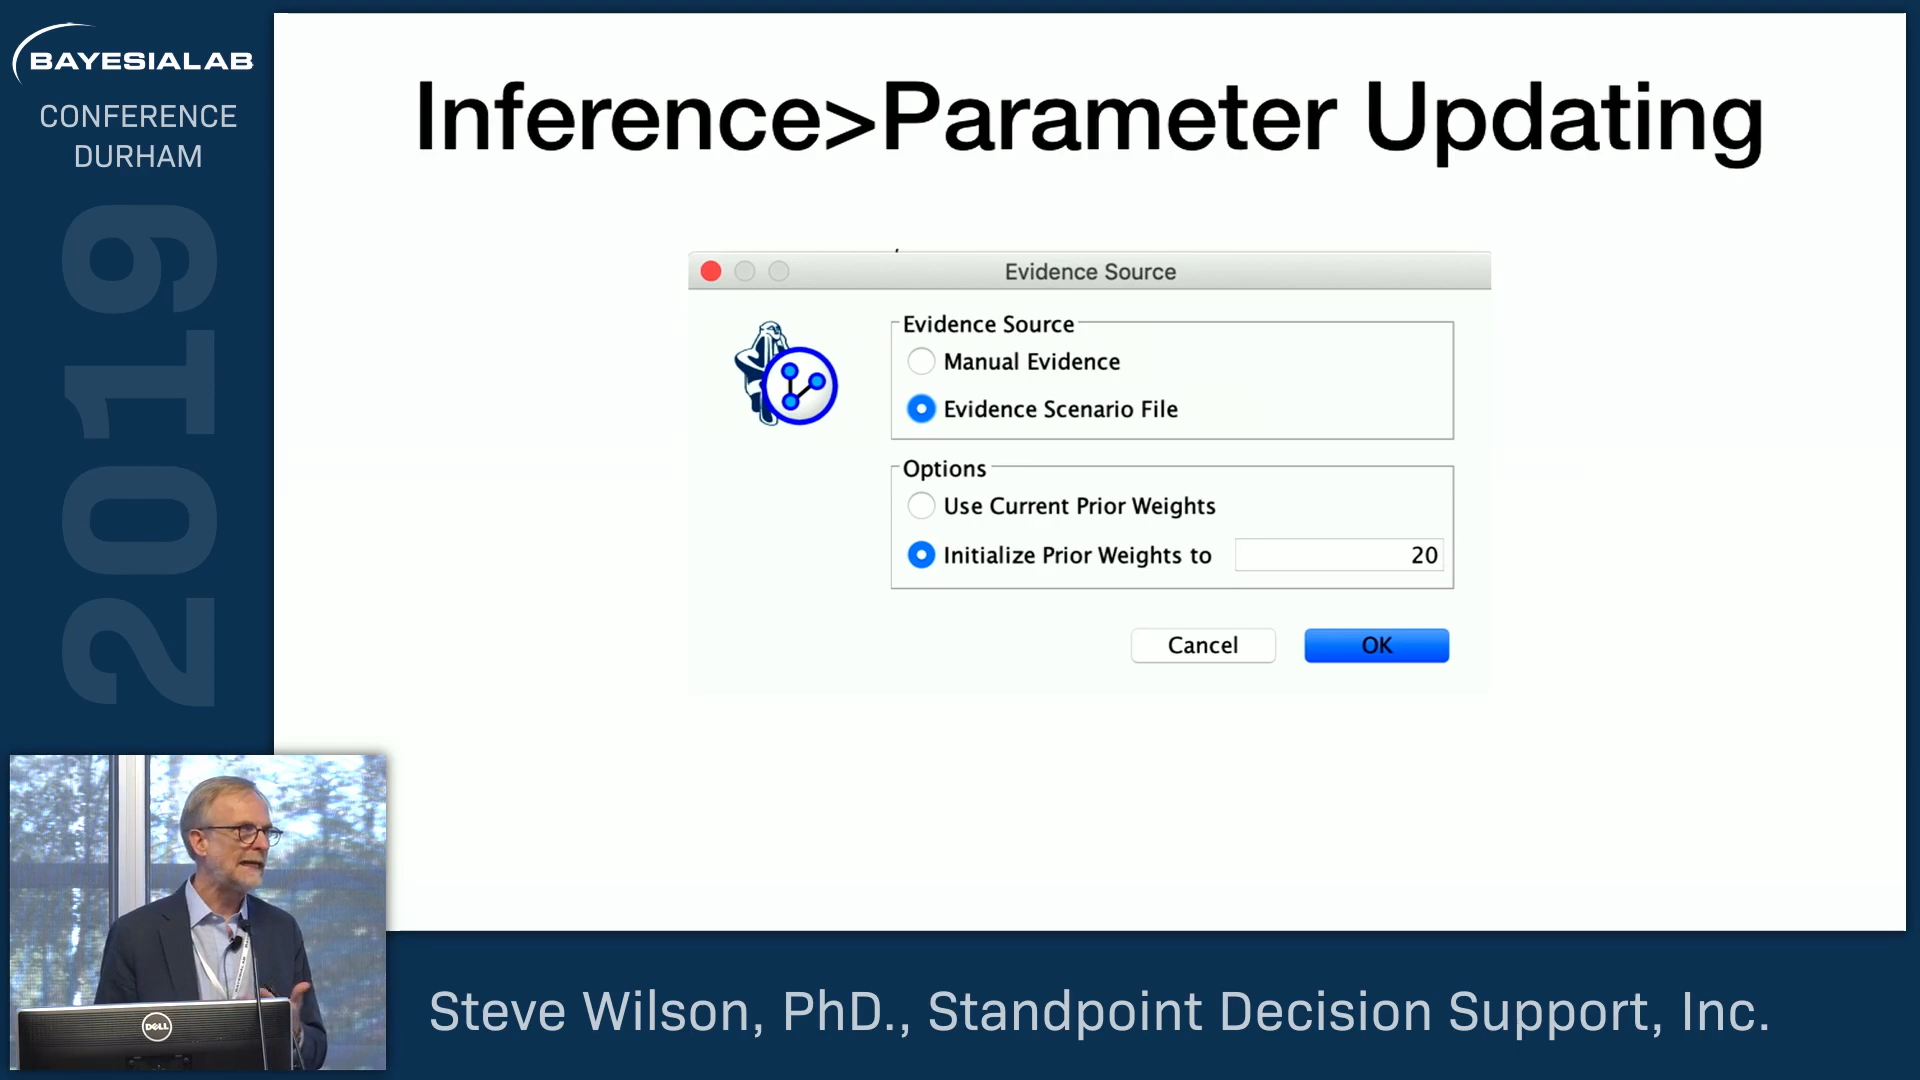 BAYESIALAB
CONFERENCE
DURHAM
2019
Inference>Parameter Updating
Evidence Source
Evidence Source
Manual Evidence
Evidence Scenario File
Options
Use Current Prior Weights
Initialize Prior Weights to 20
Cancel OK
DELL
Steve Wilson, PhD., Standpoint Decision Support, Inc.